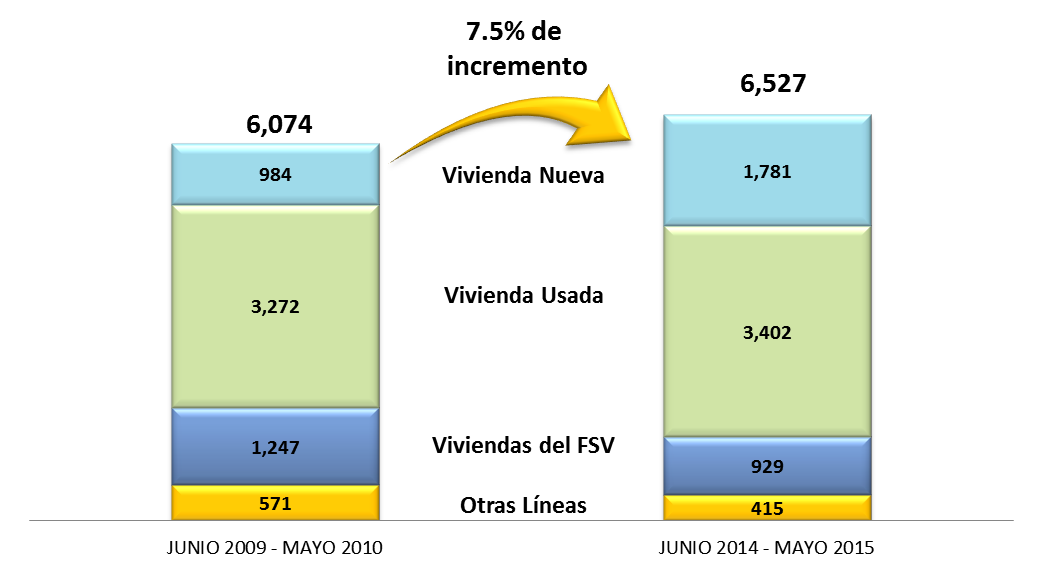 7.5% de
incremento
6,527
6,074
984
Vivienda Nueva
1,781
3,272
Vivienda Usada
3,402
1,247
Viviendas del FSV
929
571
Otras Líneas
415
JUNIO 2009 - MAYO 2010
JUNIO 2014 - MAYO 2015